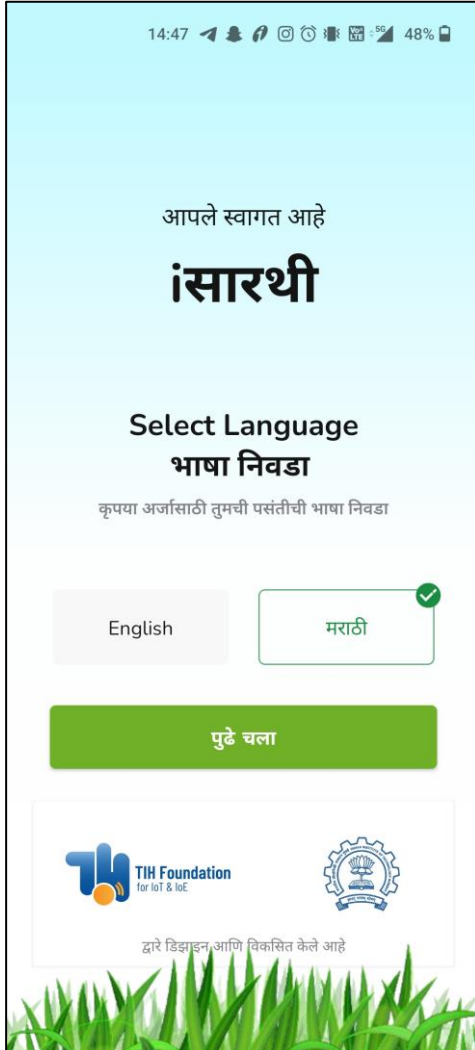 14:47 48%
आपले स्वागत आहे
iसारथी
Select Language
भाषा निवडा
कृपया अर्जासाठी तुमची पसंतीची भाषा निवडा
English
मराठी
पुढे चला
TIH Foundation
for IoT & IoE
द्वारे डिझाइन आणि विकसित केले आहे